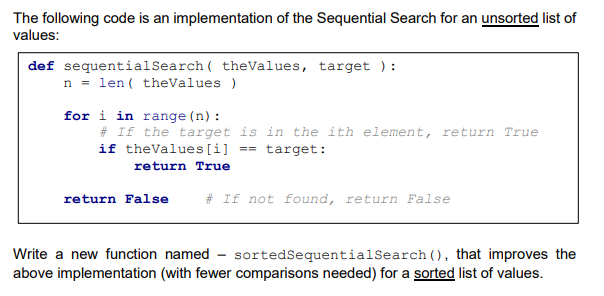 The following code is an implementation of the Sequential Search for an unsorted list of
values:
def sequentialSearch( theValues, target ):
n = len( theValues )
for i in range(n):
# If the target is in the ith element, return True
if theValues[i] == target:
return True
return False # If not found, return False
Write a new function named – sortedSequentialSearch(), that improves the
above implementation (with fewer comparisons needed) for a sorted list of values.